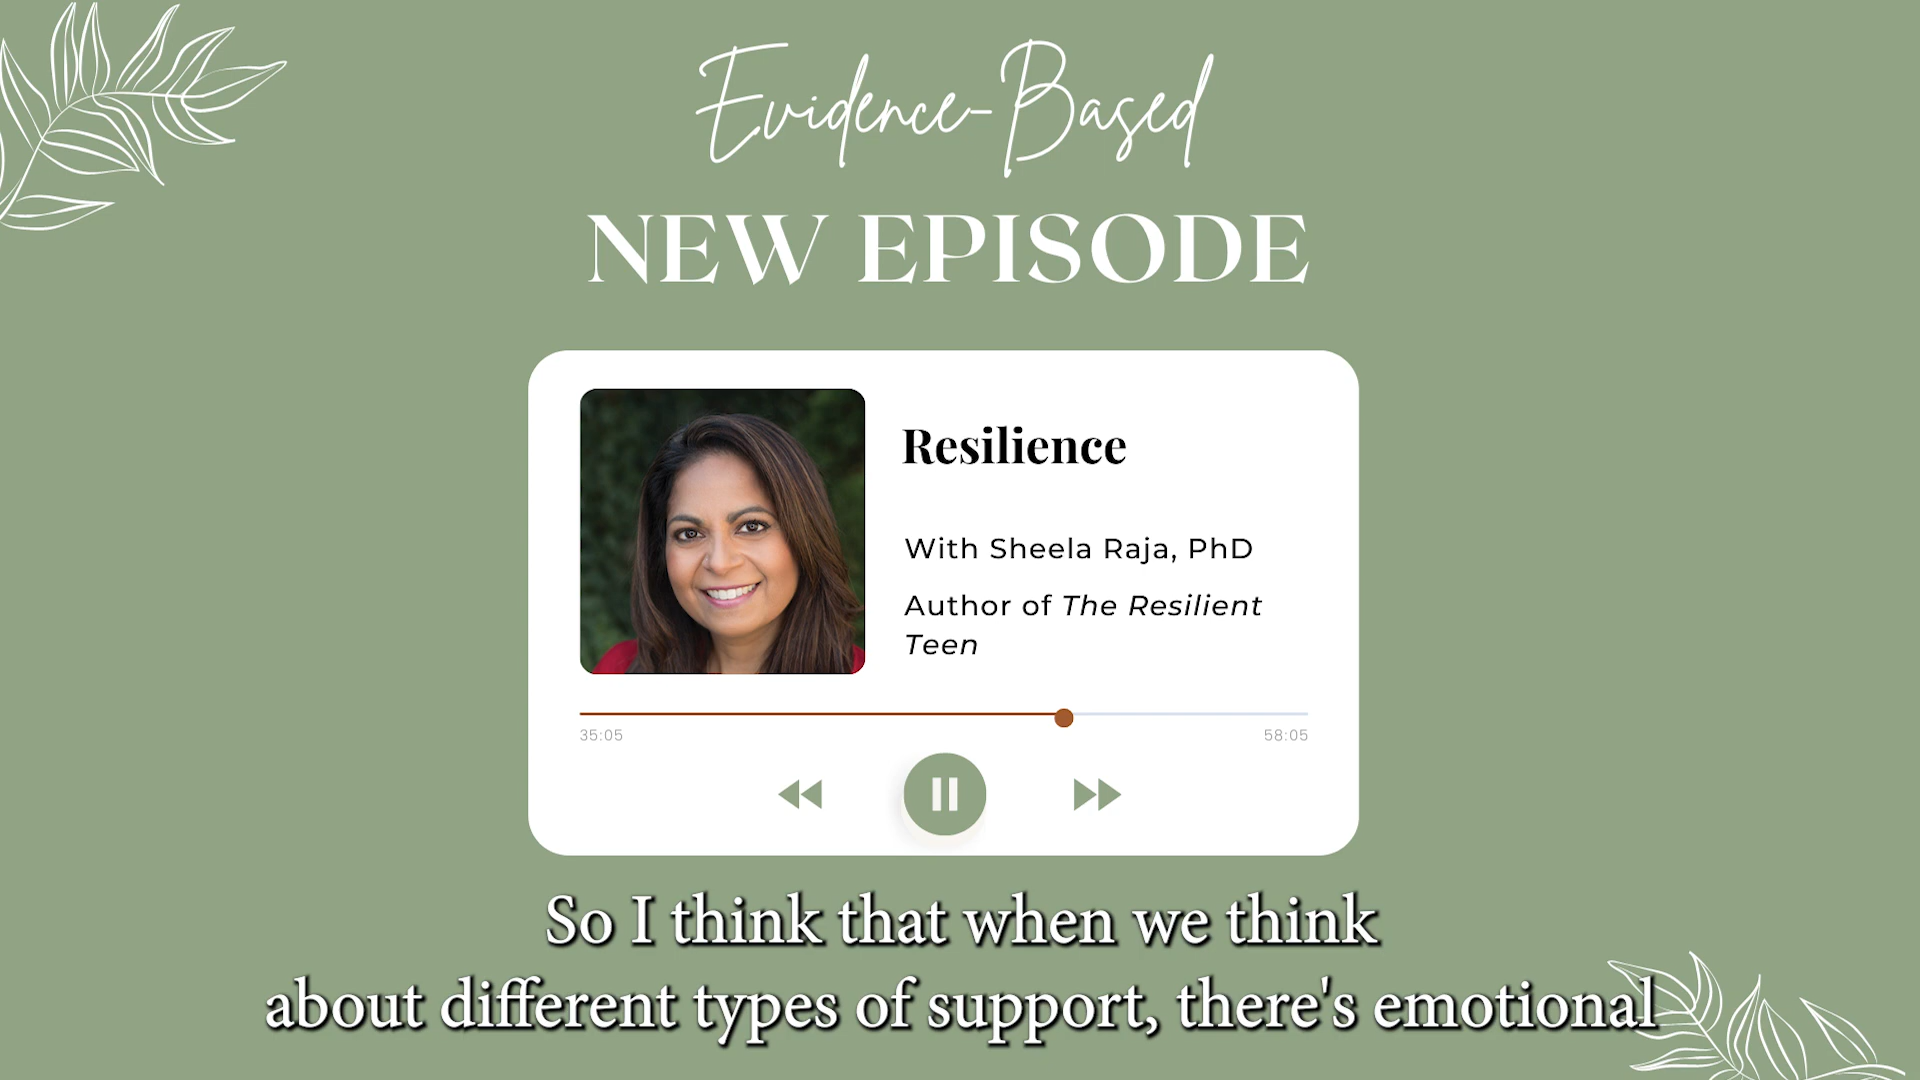 Evidence-Based
NEW EPISODE
Resilience
With Sheela Raja, PhD
Author of The Resilient
Teen
35:05
58:05
So I think that when we think
about different types of support, there's emotional